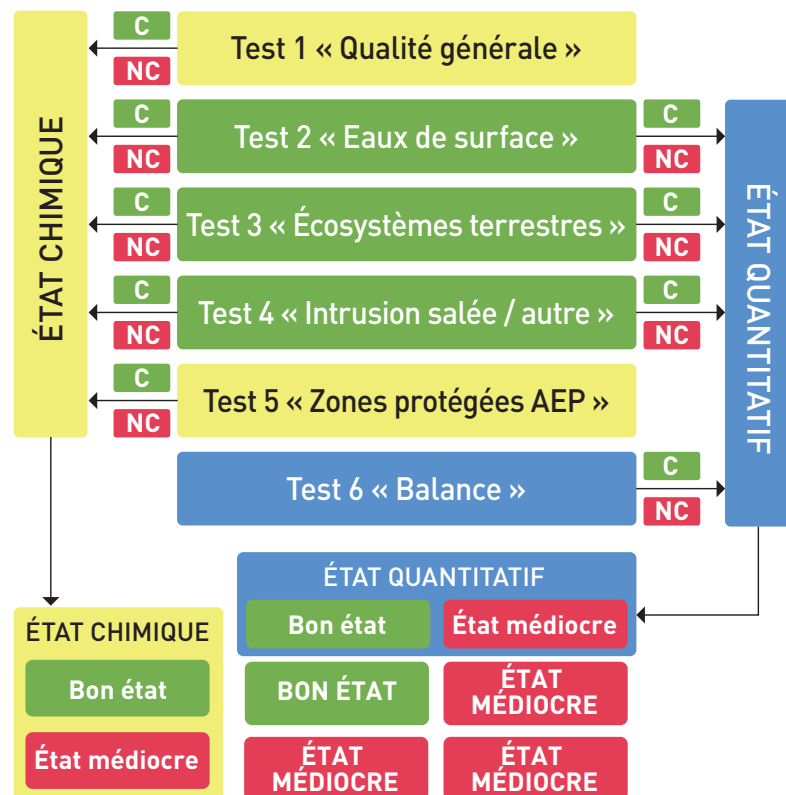 C
Test 1 « Qualité générale »
NC
C
Test 2 « Eaux de surface »
C
NC
NC
ÉTAT CHIMIQUE
C
Test 3 « Écosystèmes terrestres »
C
NC
NC
ÉTAT QUANTITATIF
C
Test 4 « Intrusion salée / autre »
C
NC
NC
C
Test 5 « Zones protégées AEP »
NC
Test 6 « Balance »
C
NC
ÉTAT QUANTITATIF
Bon état
État médiocre
ÉTAT CHIMIQUE
Bon état
BON ÉTAT
ÉTAT
MÉDIOCRE
État médiocre
ÉTAT
MÉDIOCRE
ÉTAT
MÉDIOCRE